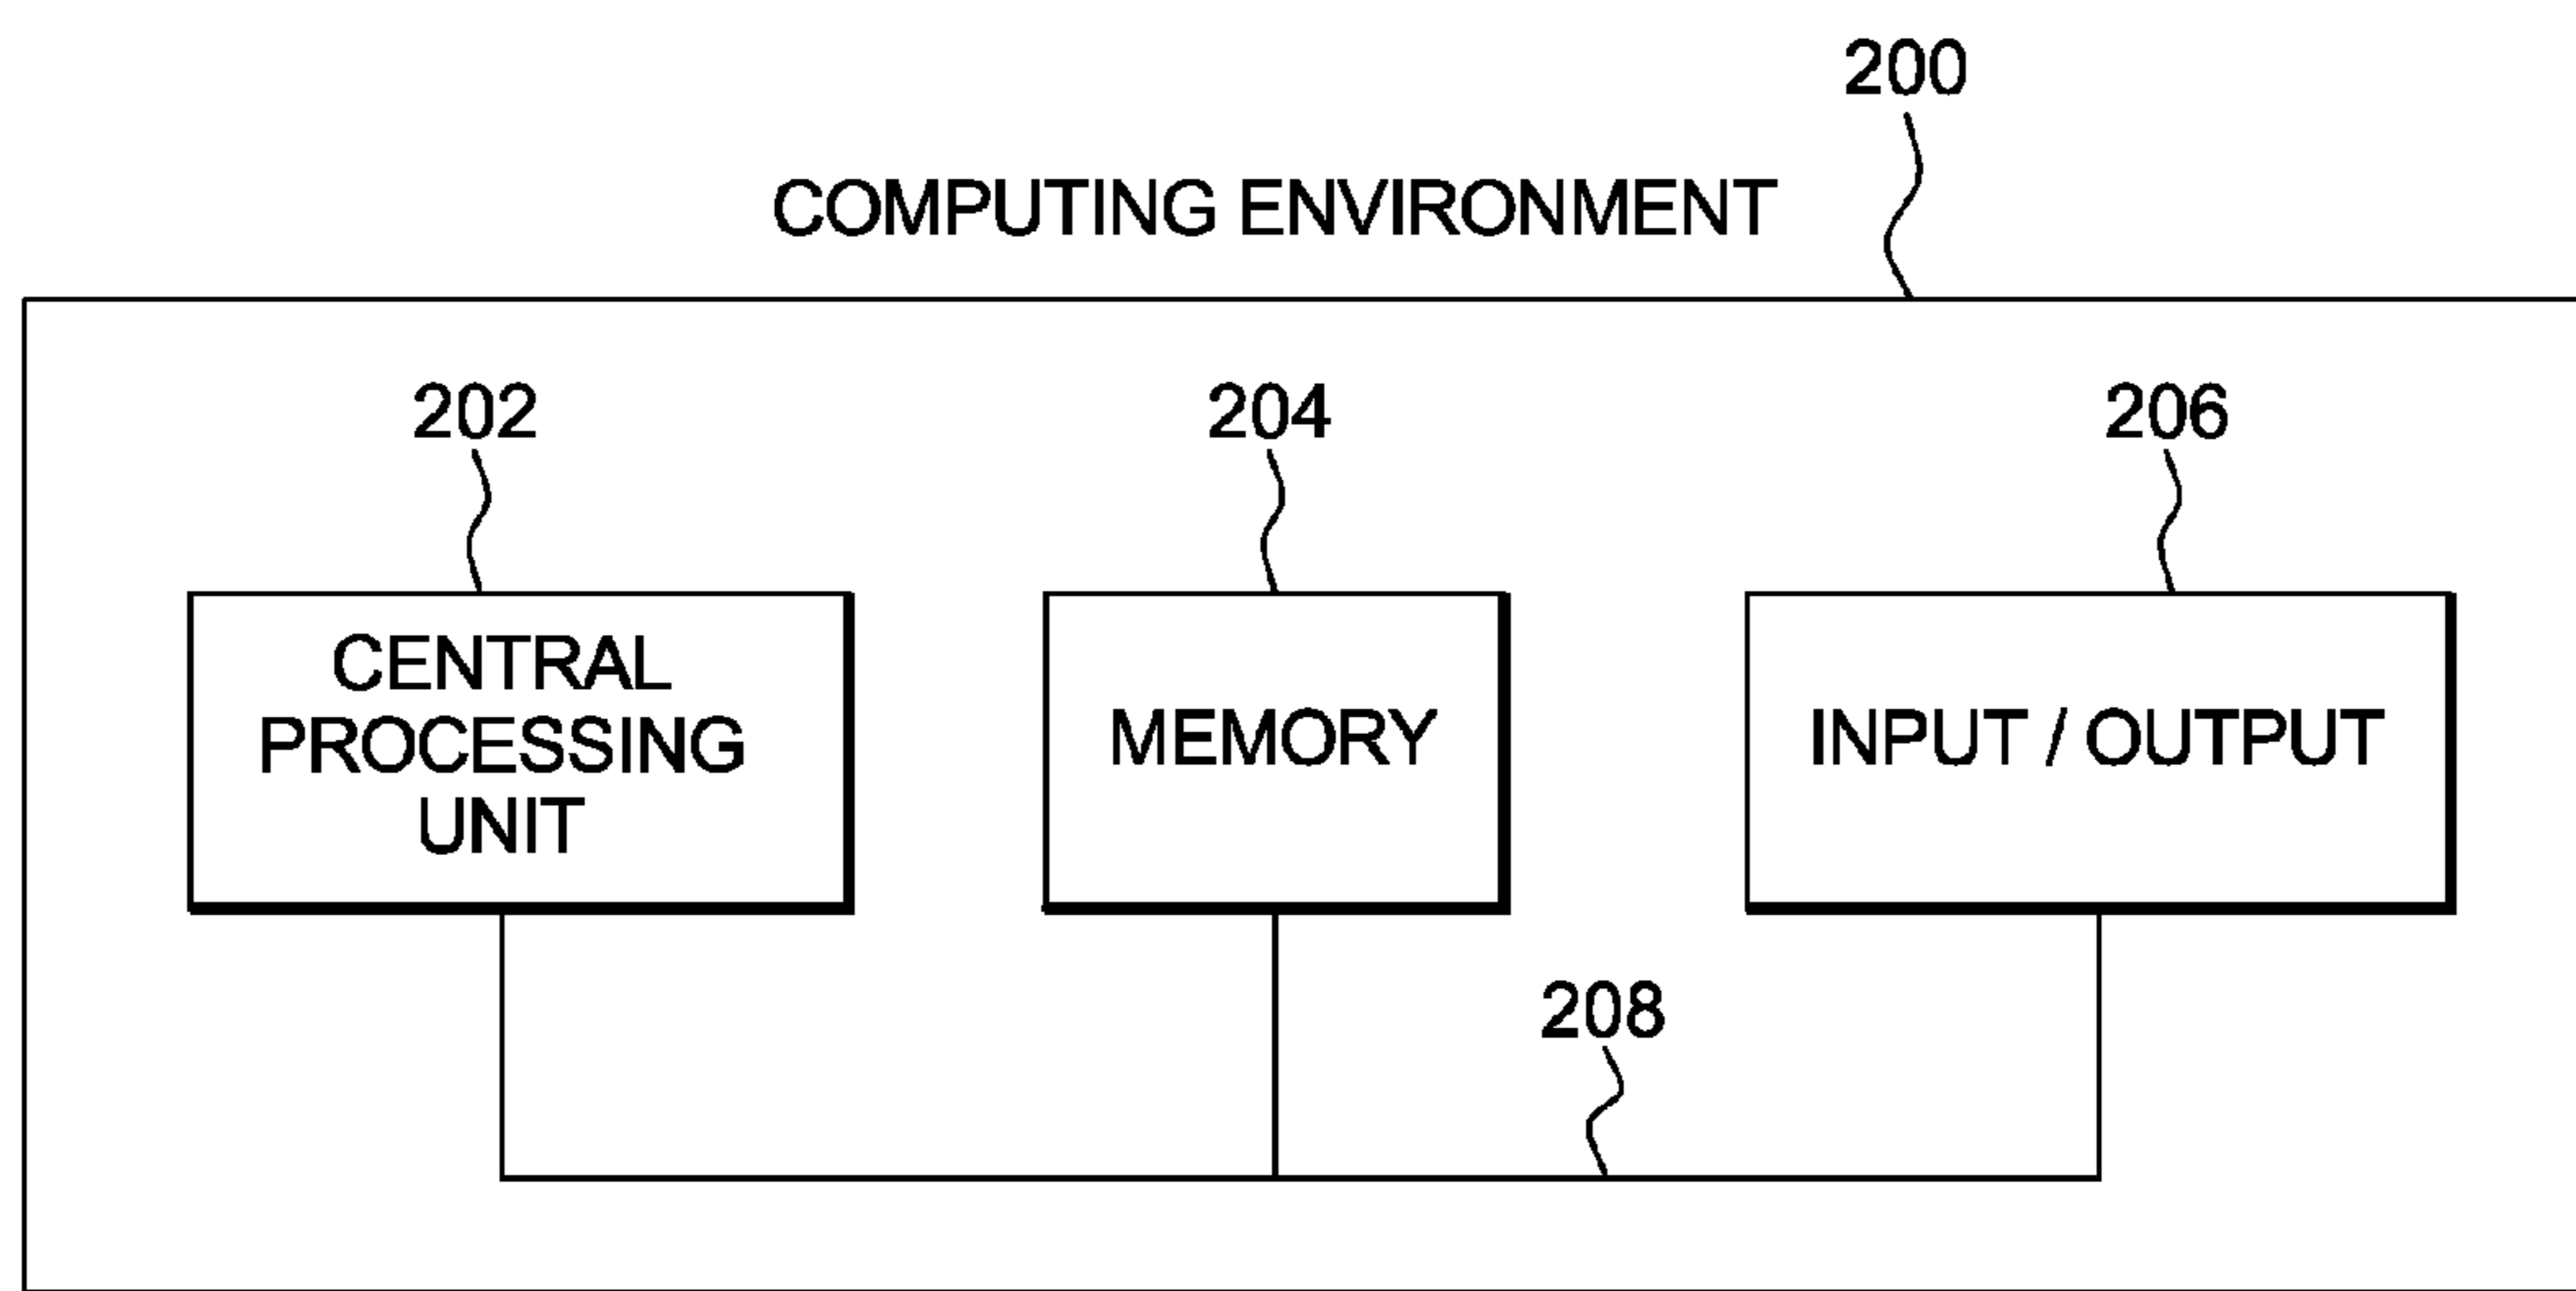 200
COMPUTING ENVIRONMENT
202
204
206
CENTRAL
PROCESSING
UNIT
MEMORY
INPUT / OUTPUT
208